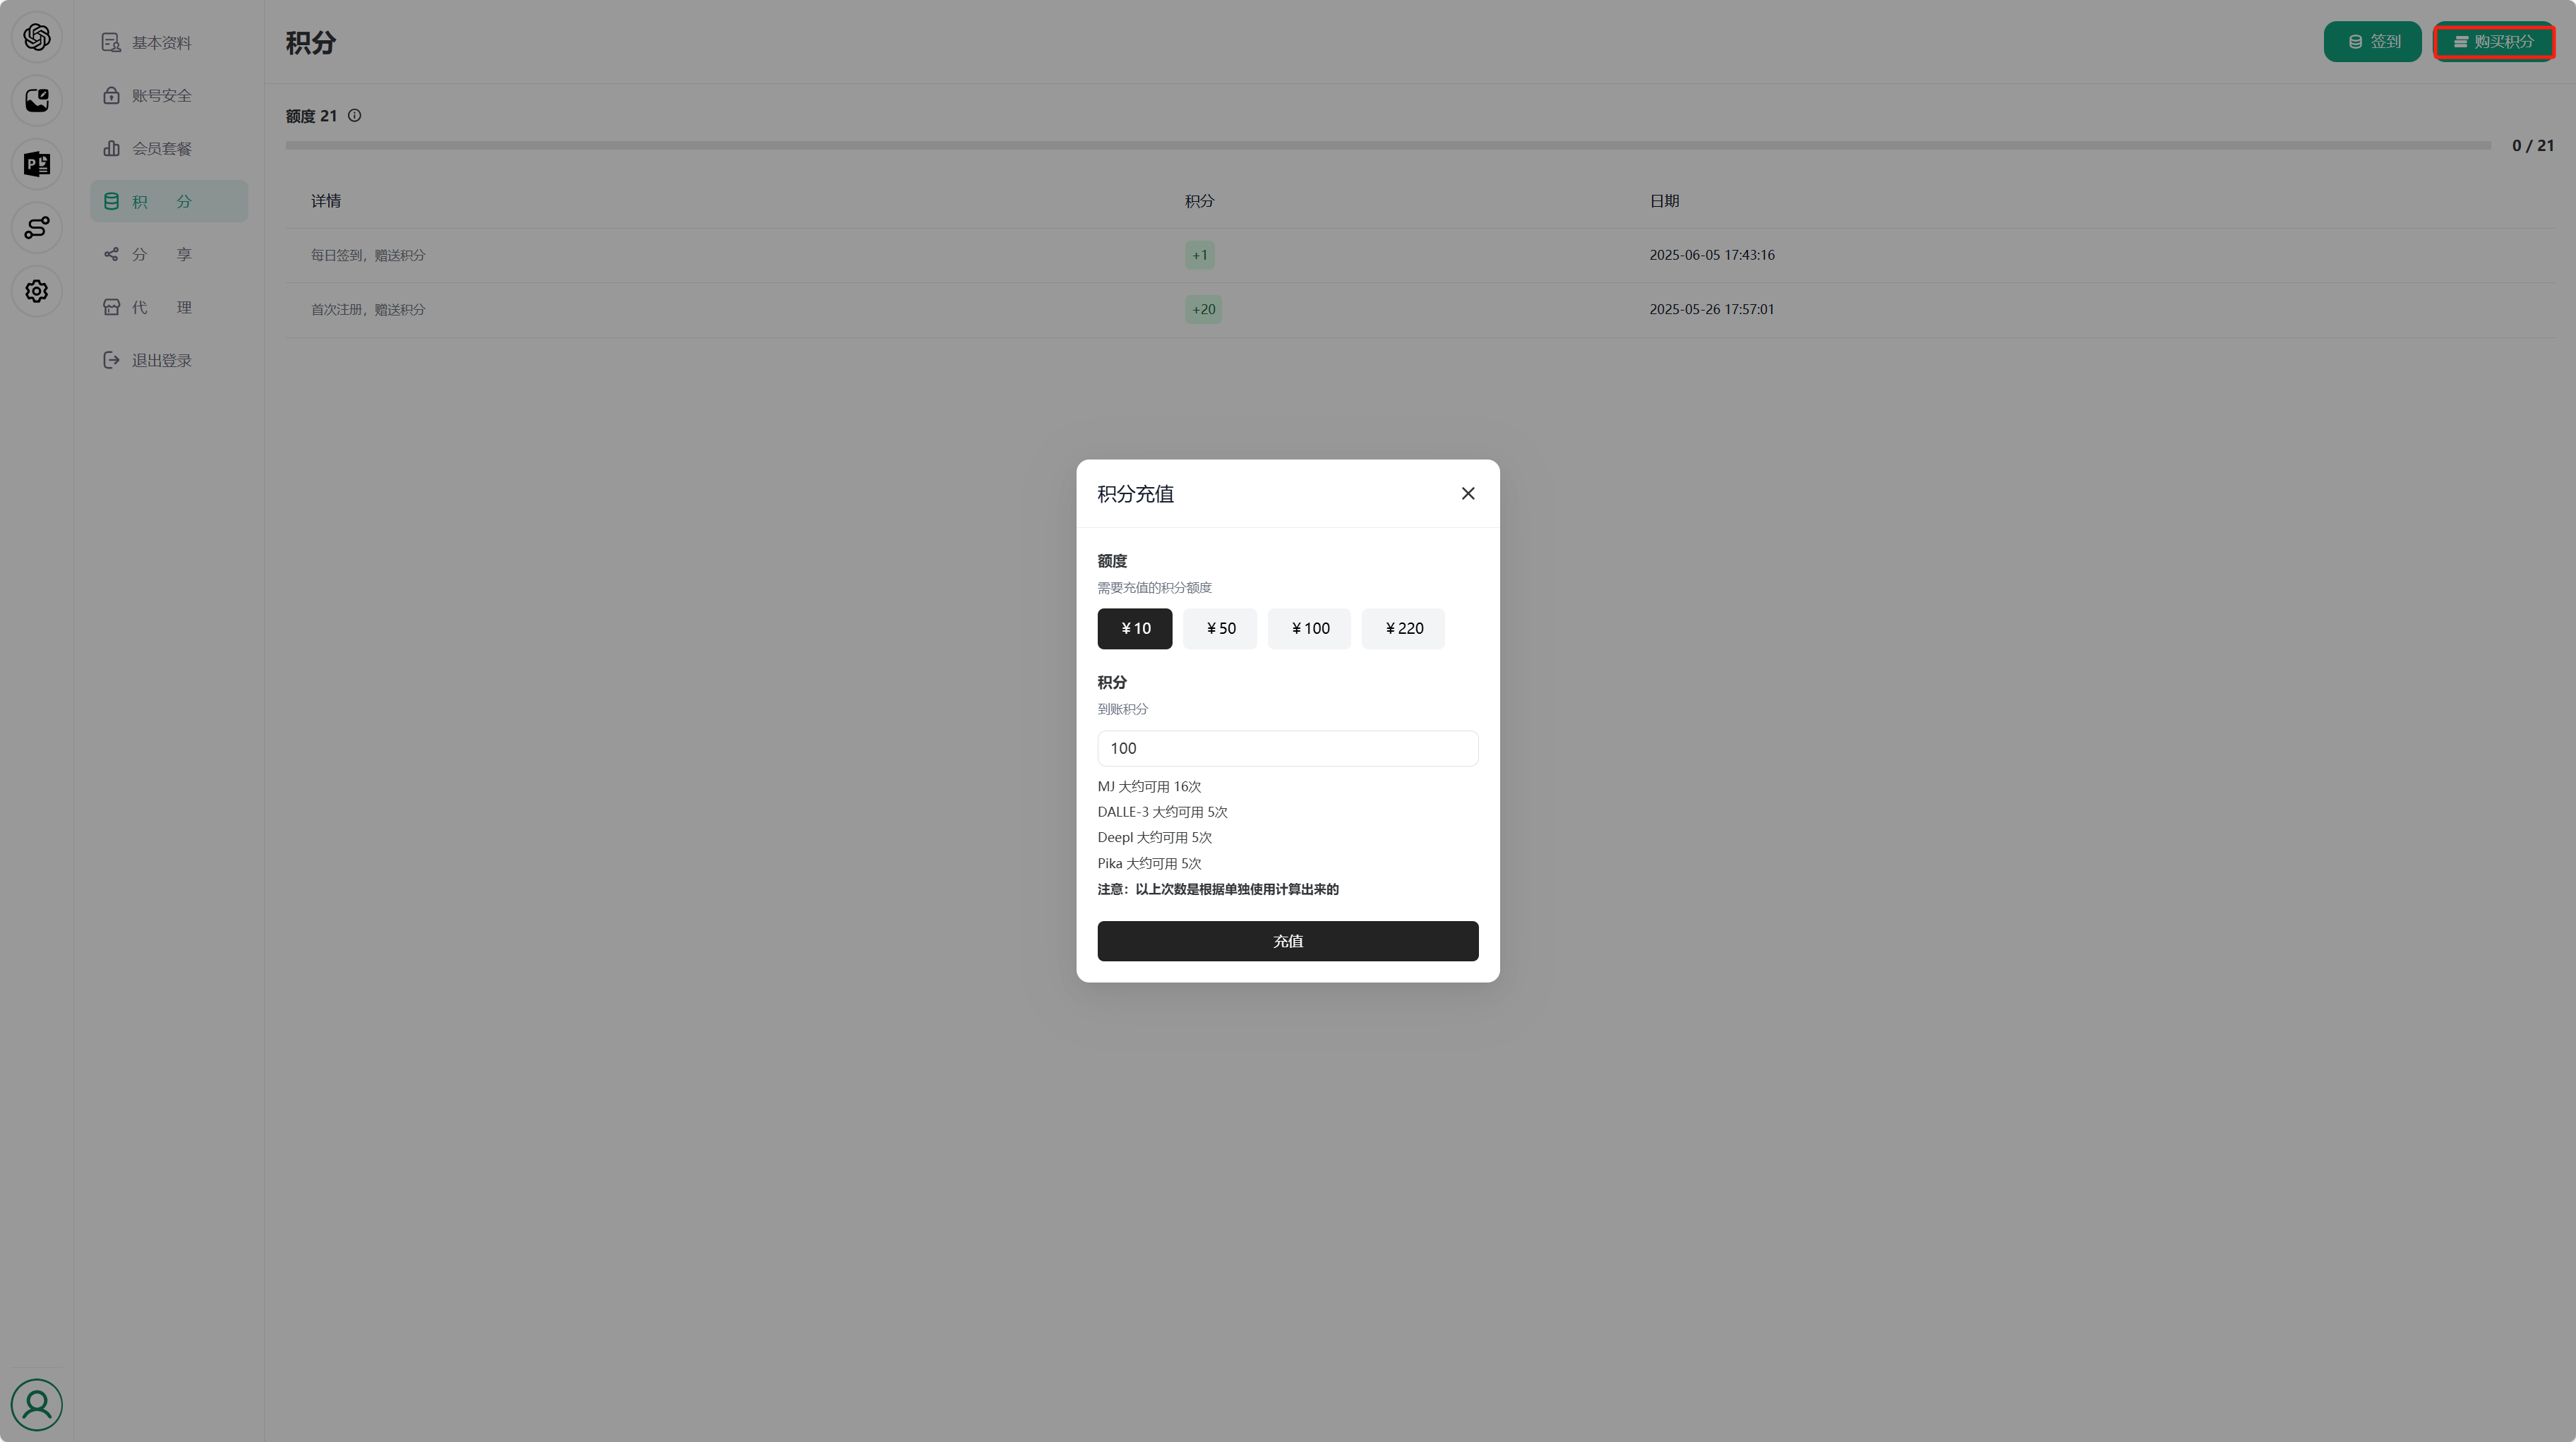 基本资料
账号安全
会员套餐
积 分
分 享
代 理
退出登录
积分
签到
购买积分
额度 21
0 / 21
详情 积分 日期
每日签到，赠送积分 +1 2025-06-05 17:43:16
首次注册，赠送积分 +20 2025-05-26 17:57:01
积分充值
额度
需要充值的积分额度
¥10 ¥50 ¥100 ¥220
积分
到账积分
100
MJ 大约可用 16次
DALLE-3 大约可用 5次
Deepl 大约可用 5次
Pika 大约可用 5次
注意：以上次数是根据单独使用计算出来的
充值